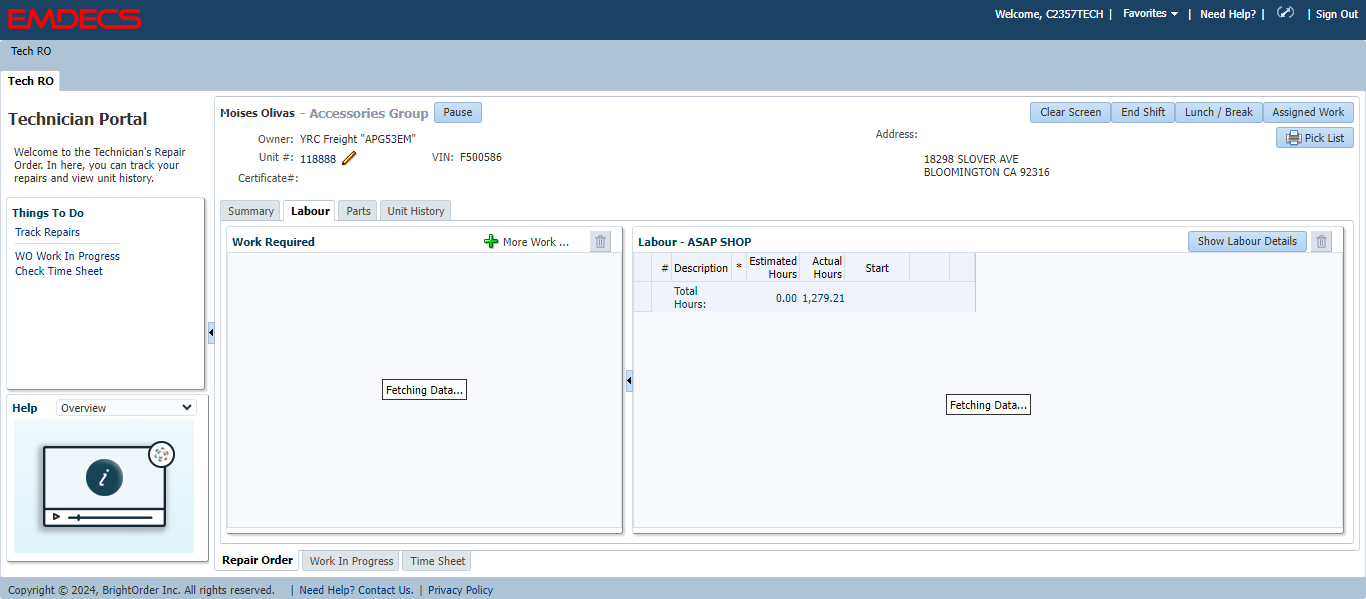 EMDECS
Welcome, C2357TECH | Favorites | Need Help? | | Sign Out
Tech RO
Tech RO
Technician Portal
Welcome to the Technician's Repair
Order. In here, you can track your
repairs and view unit history.
Things To Do
Track Repairs
WO Work In Progress
Check Time Sheet
Help Overview
i
Moises Olivas - Accessories Group Pause
Clear Screen End Shift Lunch / Break Assigned Work
Pick List
Owner: YRC Freight "APG53EM"
Unit #: 118888 VIN: F500586
Certificate#:
Address:
18298 SLOVER AVE
BLOOMINGTON CA 92316
Summary Labour Parts Unit History
Work Required More Work ...
Fetching Data...
Labour - ASAP SHOP Show Labour Details
# Description * Estimated Hours Actual Hours Start
Total Hours: 0.00 1,279.21
Fetching Data...
Repair Order Work In Progress Time Sheet
Copyright © 2024, BrightOrder Inc. All rights reserved. | Need Help? Contact Us. | Privacy Policy